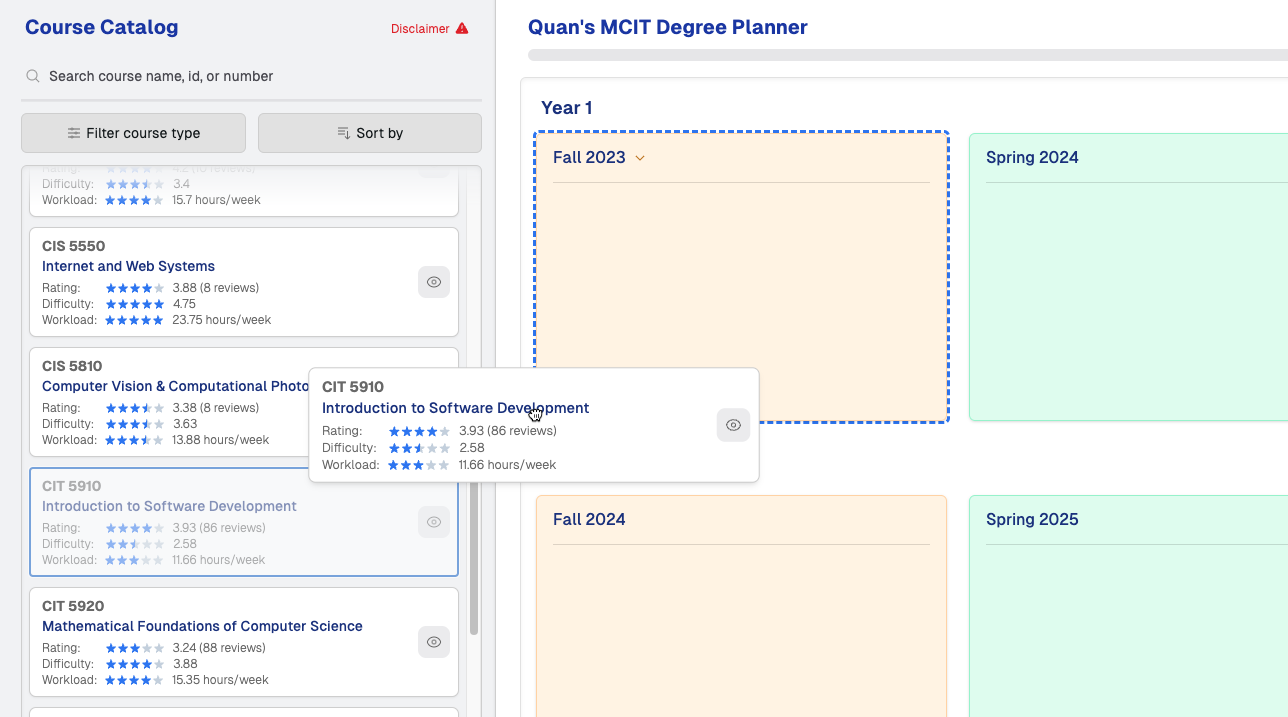 Course Catalog
Disclaimer
Search course name, id, or number
Filter course type
Sort by
Difficulty: 3.4
Workload: 15.7 hours/week
CIS 5550
Internet and Web Systems
Rating: 3.88 (8 reviews)
Difficulty: 4.75
Workload: 23.75 hours/week
CIS 5810
Computer Vision & Computational Photo
Rating: 3.38 (8 reviews)
Difficulty: 3.63
Workload: 13.88 hours/week
CIT 5910
Introduction to Software Development
Rating: 3.93 (86 reviews)
Difficulty: 2.58
Workload: 11.66 hours/week
CIT 5920
Mathematical Foundations of Computer Science
Rating: 3.24 (88 reviews)
Difficulty: 3.88
Workload: 15.35 hours/week
Quan's MCIT Degree Planner
Year 1
Fall 2023
Spring 2024
CIT 5910
Introduction to Software Development
Rating: 3.93 (86 reviews)
Difficulty: 2.58
Workload: 11.66 hours/week
Fall 2024
Spring 2025